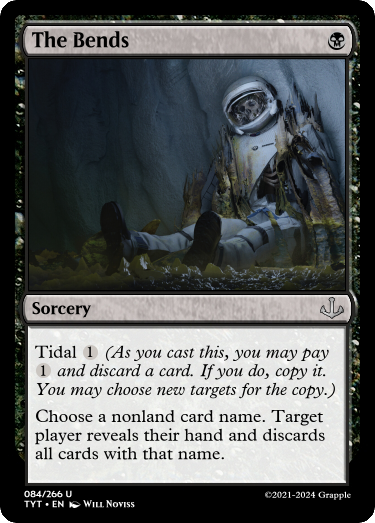 The Bends
Sorcery
Tidal 1 (As you cast this, you may pay
1 and discard a card. If you do, copy it.
You may choose new targets for the copy.)
Choose a nonland card name. Target
player reveals their hand and discards
all cards with that name.
084/266 U
TYT • EN Will Noviss
©2021-2024 Grapple